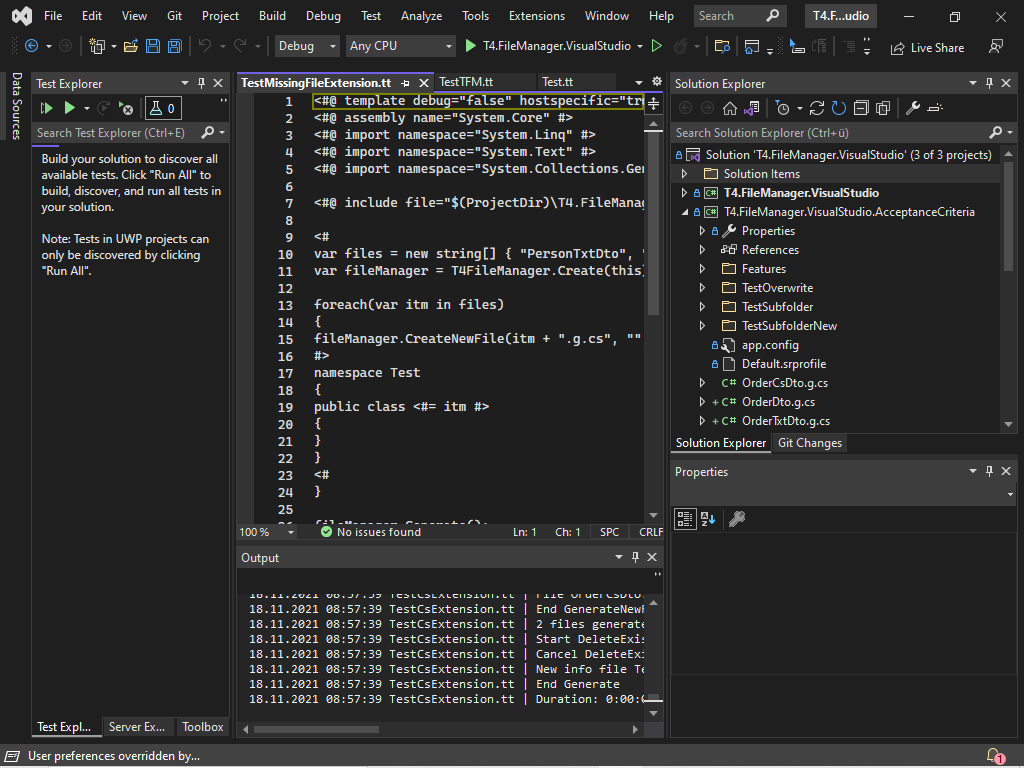 File Edit View Git Project Build Debug Test Analyze Tools Extensions Window Help Search T4.F...udio
Debug Any CPU T4.FileManager.VisualStudio Live Share
Data Sources
Test Explorer
0
Search Test Explorer (Ctrl+E)
Build your solution to discover all
available tests. Click "Run All" to
build, discover, and run all tests in
your solution.
Note: Tests in UWP projects can
only be discovered by clicking
"Run All".
Test Expl... Server Ex... Toolbox
TestMissingFileExtension.tt TestTFM.tt Test.tt
1 <#@ template debug="false" hostspecific="tr
2 <#@ assembly name="System.Core" #>
3 <#@ import namespace="System.Linq" #>
4 <#@ import namespace="System.Text" #>
5 <#@ import namespace="System.Collections.Gen
6
7 <#@ include file="$(ProjectDir)\T4.FileManag
8
9 <#
10 var files = new string[] { "PersonTxtDto", "
11 var fileManager = T4FileManager.Create(this)
12
13 foreach(var itm in files)
14 {
15 fileManager.CreateNewFile(itm + ".g.cs", ""
16 #>
17 namespace Test
18 {
19 public class <#= itm #>
20 {
21 }
22 }
23 <#
24 }
25
26 fileManager.Generate();
100 % No issues found Ln: 1 Ch: 1 SPC CRLF
Output
18.11.2021 08:57:39 TestCsExtension.tt | File OrderCsDto.
18.11.2021 08:57:39 TestCsExtension.tt | End GenerateNewF
18.11.2021 08:57:39 TestCsExtension.tt | 2 files generate
18.11.2021 08:57:39 TestCsExtension.tt | Start DeleteExis
18.11.2021 08:57:39 TestCsExtension.tt | Cancel DeleteExi
18.11.2021 08:57:39 TestCsExtension.tt | New info file Te
18.11.2021 08:57:39 TestCsExtension.tt | End Generate
18.11.2021 08:57:39 TestCsExtension.tt | Duration: 0:00:0
Solution Explorer
Search Solution Explorer (Ctrl+ü)
Solution 'T4.FileManager.VisualStudio' (3 of 3 projects)
Solution Items
C# T4.FileManager.VisualStudio
C# T4.FileManager.VisualStudio.AcceptanceCriteria
Properties
References
Features
TestOverwrite
TestSubfolder
TestSubfolderNew
app.config
Default.srprofile
C# OrderCsDto.g.cs
+ C# OrderDto.g.cs
+ C# OrderTxtDto.g.cs
Solution Explorer Git Changes
Properties
User preferences overridden by... 1